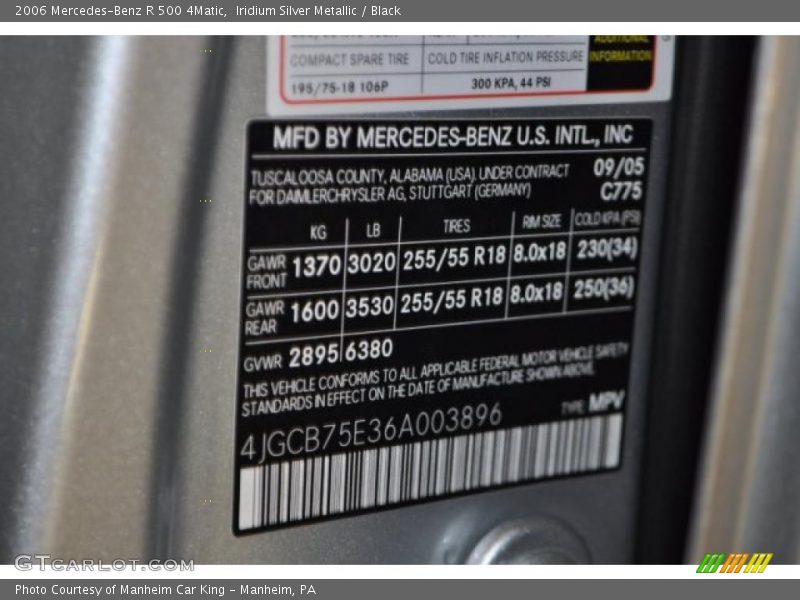 2006 Mercedes-Benz R 500 4Matic,  Iridium Silver Metallic / Black
ADDITIONAL
COMPACT SPARE TIRE COLD TIRE INFLATION PRESSURE INFORMATION
195/75-18 106P 300 KPA, 44 PSI
MFD BY MERCEDES-BENZ U.S. INTL., INC
TUSCALOOSA COUNTY, ALABAMA (USA), UNDER CONTRACT 09/05
FOR DAIMLERCHRYSLER AG, STUTTGART (GERMANY) C775
KG LB TIRES RIM SIZE COLD KPA (PSI)
GAWR FRONT 1370 3020 255/55 R18 8.0x18 230(34)
GAWR REAR 1600 3530 255/55 R18 8.0x18 250(36)
GVWR 2895 6380
THIS VEHICLE CONFORMS TO ALL APPLICABLE FEDERAL MOTOR VEHICLE SAFETY
STANDARDS IN EFFECT ON THE DATE OF MANUFACTURE SHOWN ABOVE.
4JGCB75E36A003896 TYPE MPV
GTcarlot.com
Photo Courtesy of Manheim Car King - Manheim, PA